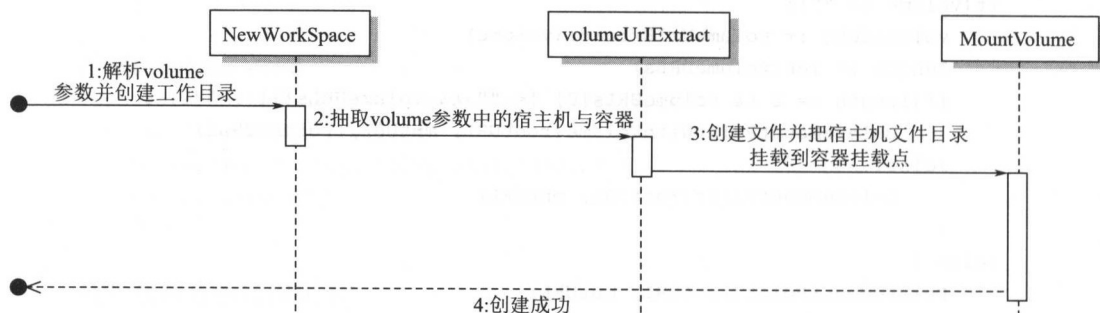 NewWorkSpace
volumeUrlExtract
MountVolume
1:解析volume
参数并创建工作目录
2:抽取volume参数中的宿主机与容器
3:创建文件并把宿主机文件目录
挂载到容器挂载点
4:创建成功